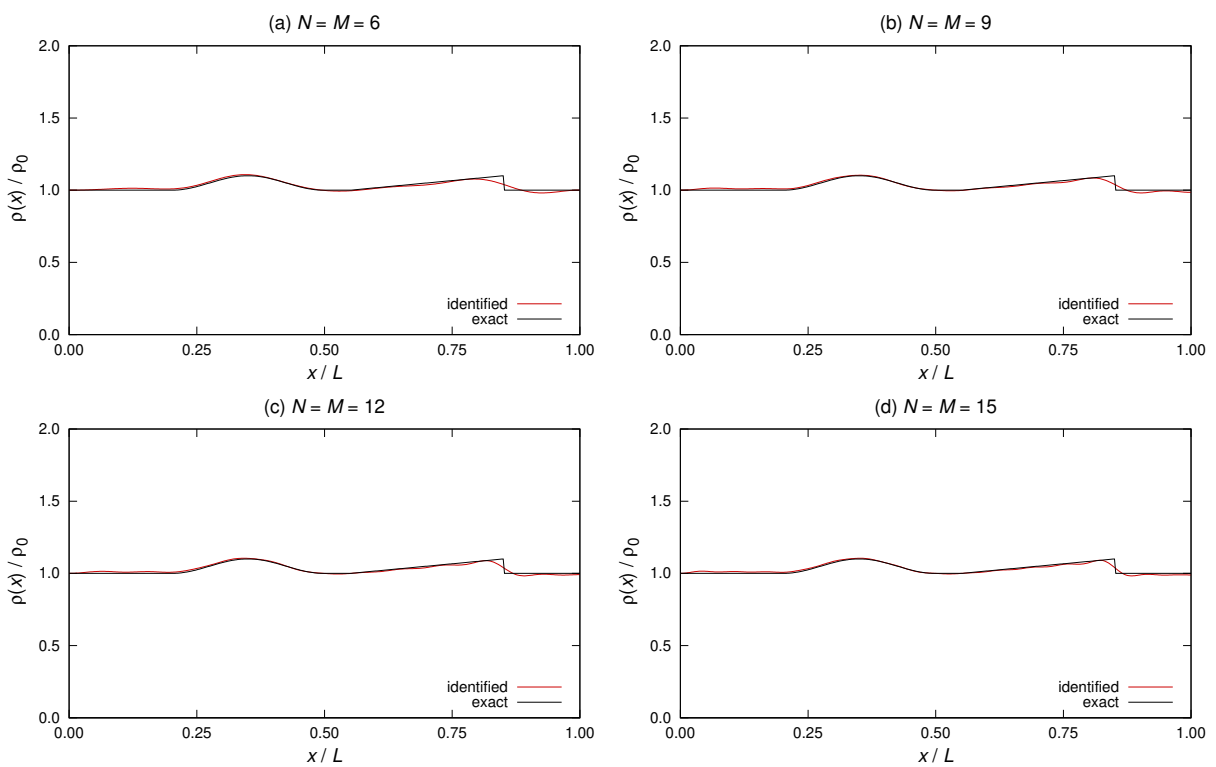 (a) N = M = 6
2.0
1.5
1.0
0.5
0.0
ρ(x) / ρ0
identified
exact
0.00 0.25 0.50 0.75 1.00
x / L
(b) N = M = 9
2.0
1.5
1.0
0.5
0.0
ρ(x) / ρ0
identified
exact
0.00 0.25 0.50 0.75 1.00
x / L
(c) N = M = 12
2.0
1.5
1.0
0.5
0.0
ρ(x) / ρ0
identified
exact
0.00 0.25 0.50 0.75 1.00
x / L
(d) N = M = 15
2.0
1.5
1.0
0.5
0.0
ρ(x) / ρ0
identified
exact
0.00 0.25 0.50 0.75 1.00
x / L